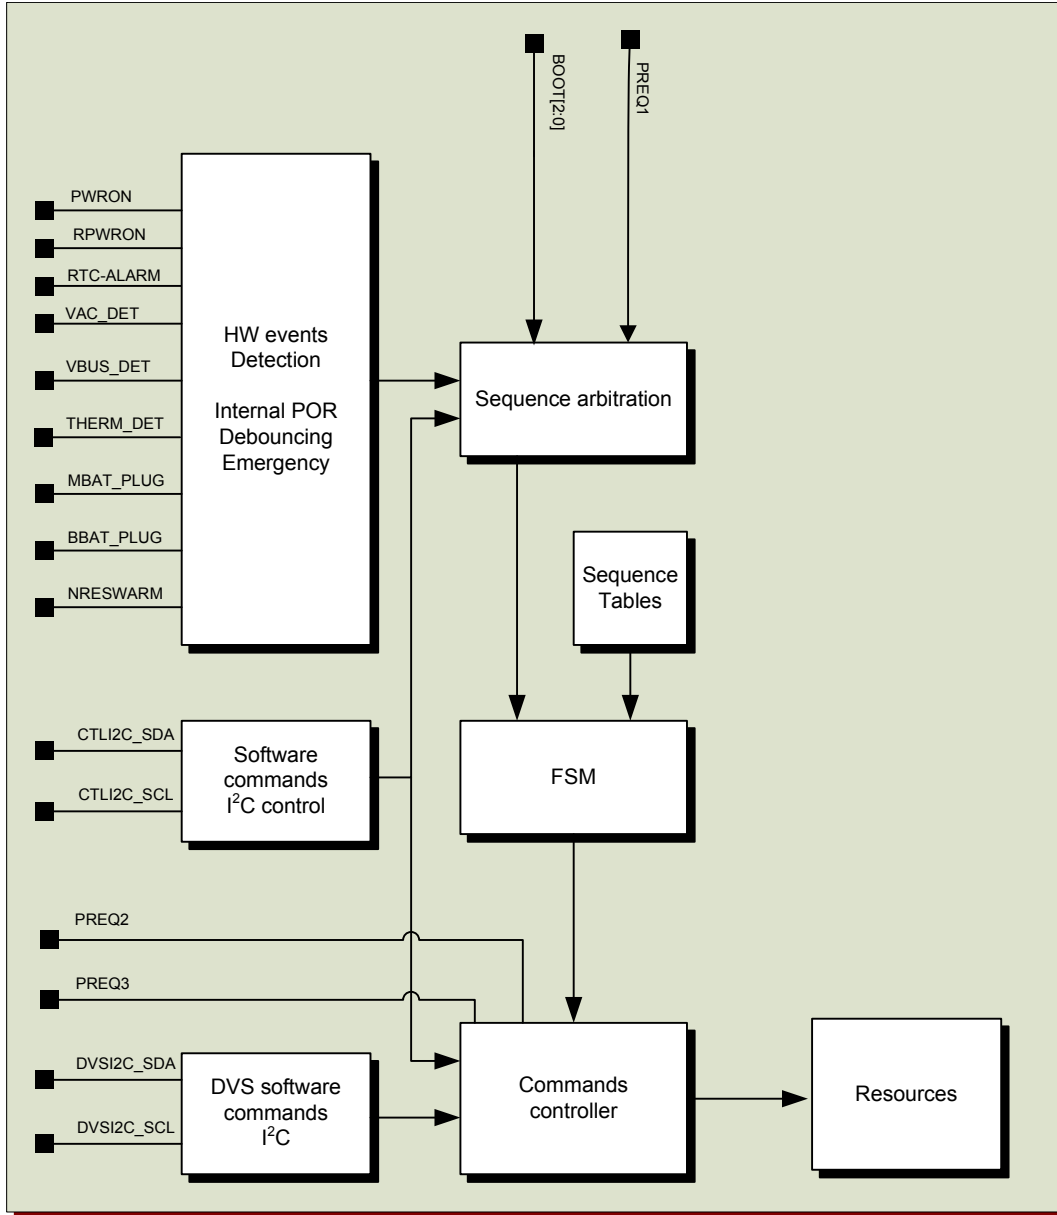 BOOT[2:0]
PREQ1
PWRON
RPWRON
RTC-ALARM
VAC_DET
VBUS_DET
THERM_DET
MBAT_PLUG
BBAT_PLUG
NRESWARM
HW events
Detection
Internal POR
Debouncing
Emergency
Sequence arbitration
Sequence
Tables
CTLI2C_SDA
CTLI2C_SCL
Software
commands
I²C control
FSM
PREQ2
PREQ3
DVSI2C_SDA
DVSI2C_SCL
DVS software
commands
I²C
Commands
controller
Resources